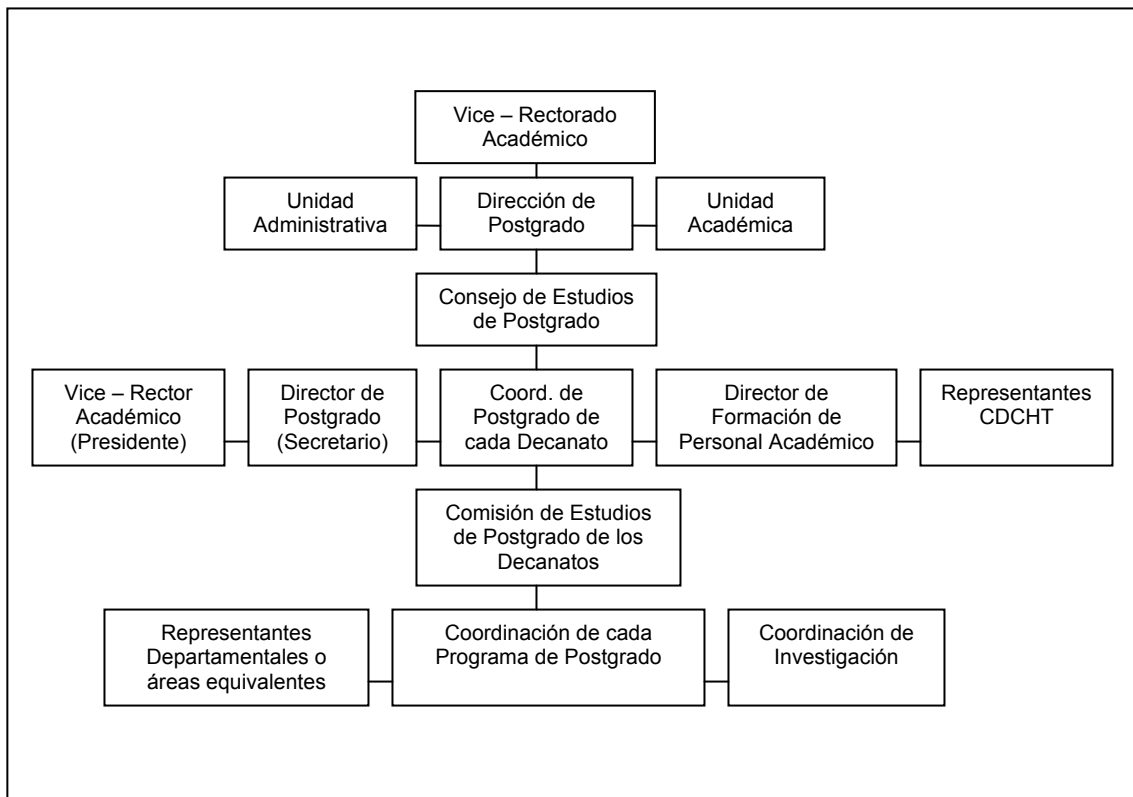 Vice – Rectorado
Académico
Unidad
Administrativa
Dirección de
Postgrado
Unidad
Académica
Consejo de Estudios
de Postgrado
Vice – Rector
Académico
(Presidente)
Director de
Postgrado
(Secretario)
Coord. de
Postgrado de
cada Decanato
Director de
Formación de
Personal Académico
Representantes
CDCHT
Comisión de Estudios
de Postgrado de los
Decanatos
Representantes
Departamentales o
áreas equivalentes
Coordinación de cada
Programa de Postgrado
Coordinación de
Investigación